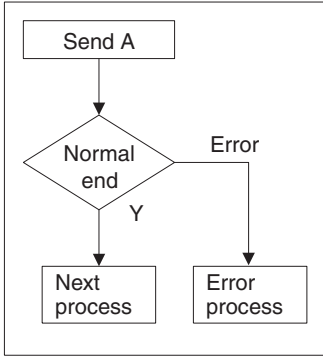 Send A
Normal
end
Error
Y
Next
process
Error
process